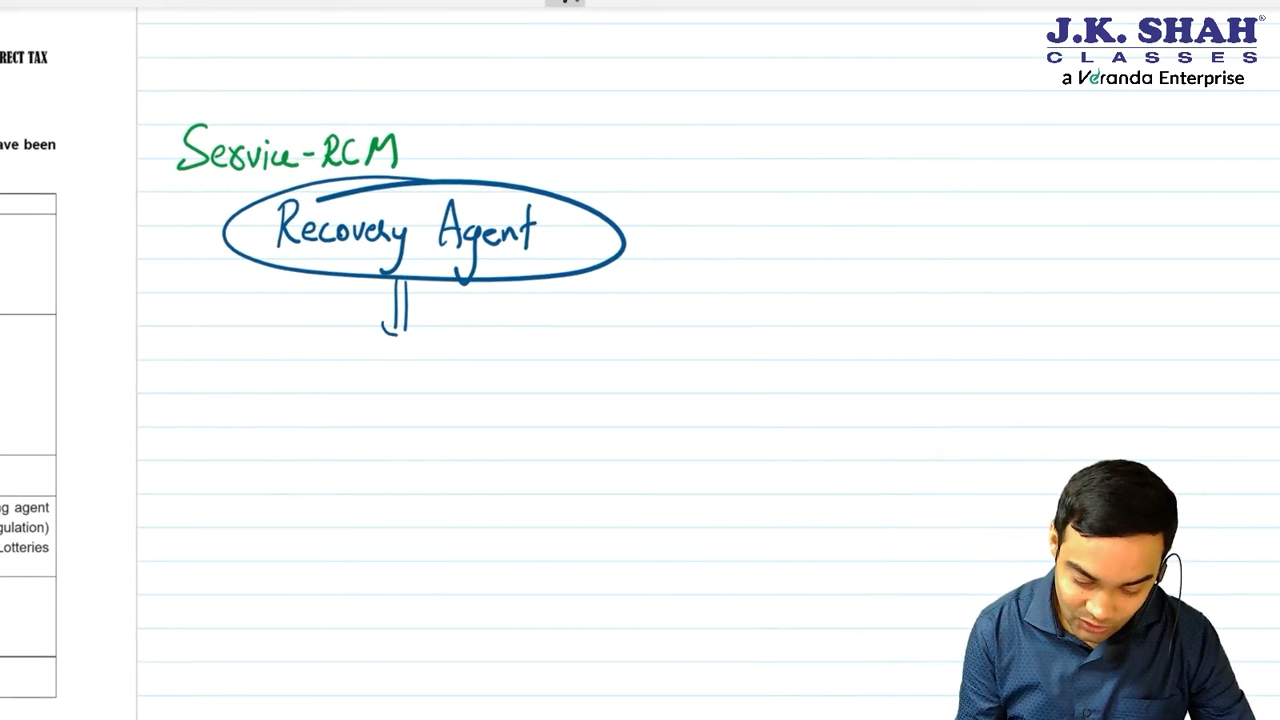 J.K. SHAH®
CLASSES
a Veranda Enterprise
RECT TAX
ave been
g agent
gulation)
Lotteries
Service-RCM
Recovery Agent